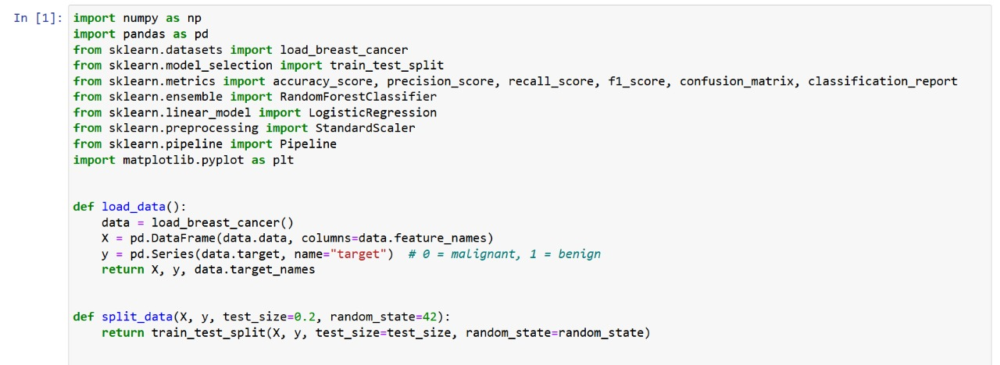 In [1]: import numpy as np
import pandas as pd
from sklearn.datasets import load_breast_cancer
from sklearn.model_selection import train_test_split
from sklearn.metrics import accuracy_score, precision_score, recall_score, f1_score, confusion_matrix, classification_report
from sklearn.ensemble import RandomForestClassifier
from sklearn.linear_model import LogisticRegression
from sklearn.preprocessing import StandardScaler
from sklearn.pipeline import Pipeline
import matplotlib.pyplot as plt
def load_data():
    data = load_breast_cancer()
    X = pd.DataFrame(data.data, columns=data.feature_names)
    y = pd.Series(data.target, name="target")  # 0 = malignant, 1 = benign
    return X, y, data.target_names
def split_data(X, y, test_size=0.2, random_state=42):
    return train_test_split(X, y, test_size=test_size, random_state=random_state)